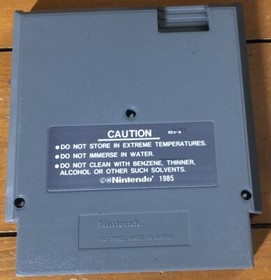 CAUTION REV-A
•DO NOT STORE IN EXTREME TEMPERATURES.
•DO NOT IMMERSE IN WATER.
•DO NOT CLEAN WITH BENZENE, THINNER,
ALCOHOL OR OTHER SUCH SOLVENTS.
©®Nintendo® 1985
Nintendo